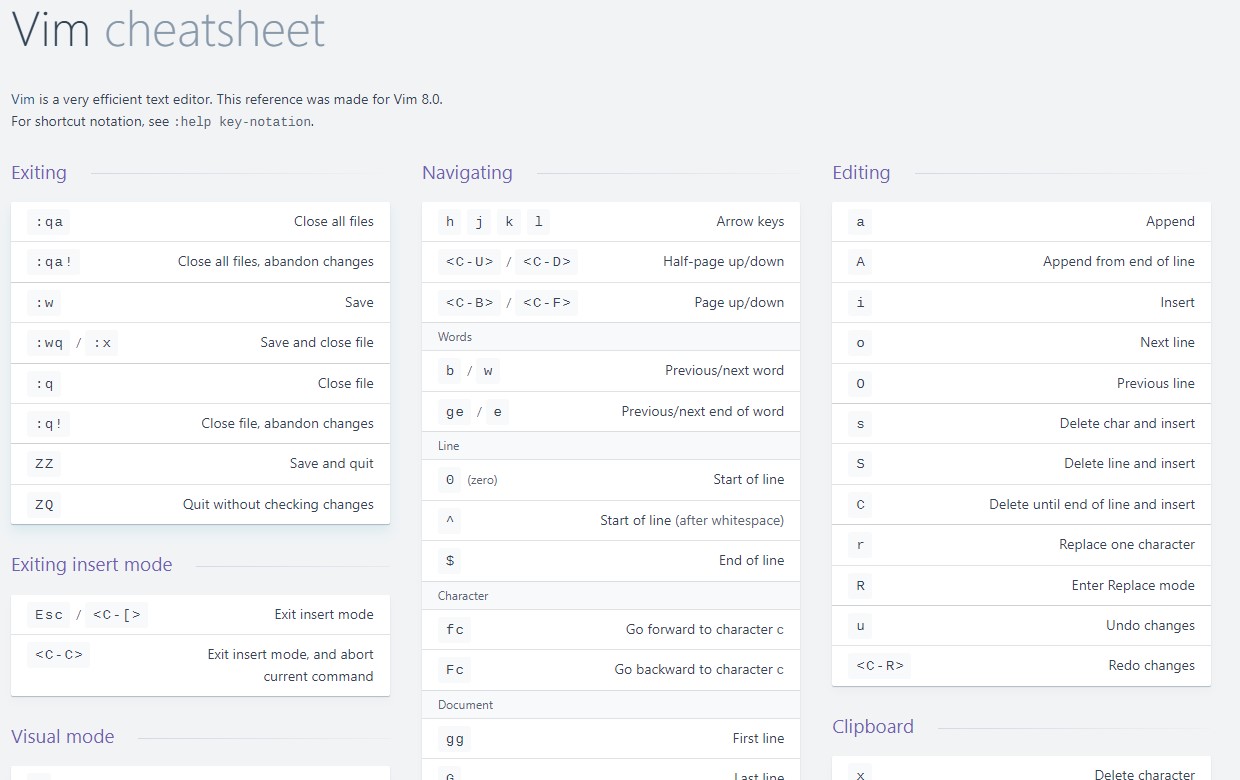 Vim cheatsheet
Vim is a very efficient text editor. This reference was made for Vim 8.0.
For shortcut notation, see :help key-notation.
Exiting
:qa Close all files
:qa! Close all files, abandon changes
:w Save
:wq / :x Save and close file
:q Close file
:q! Close file, abandon changes
ZZ Save and quit
ZQ Quit without checking changes
Exiting insert mode
Esc / <C-[> Exit insert mode
<C-C> Exit insert mode, and abort
current command
Visual mode
Navigating
h j k l Arrow keys
<C-U> / <C-D> Half-page up/down
<C-B> / <C-F> Page up/down
Words
b / w Previous/next word
ge / e Previous/next end of word
Line
0 (zero) Start of line
^ Start of line (after whitespace)
$ End of line
Character
fc Go forward to character c
Fc Go backward to character c
Document
gg First line
G Last line
Editing
a Append
A Append from end of line
i Insert
o Next line
O Previous line
s Delete char and insert
S Delete line and insert
C Delete until end of line and insert
r Replace one character
R Enter Replace mode
u Undo changes
<C-R> Redo changes
Clipboard
x Delete character